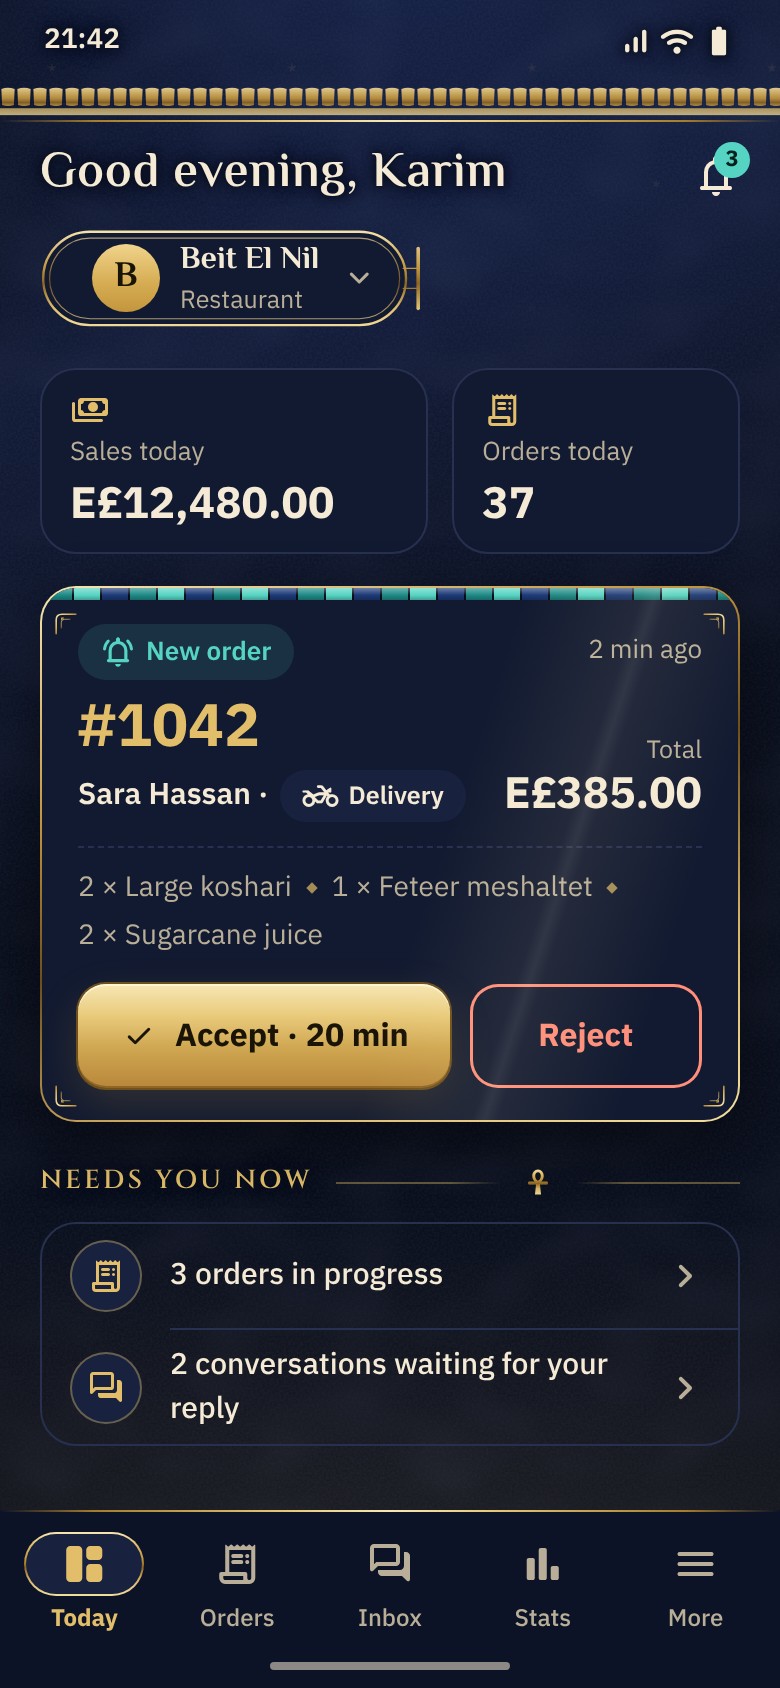 21:42
Good evening, Karim
3
B
Beit El Nil
Restaurant
Sales today
E£12,480.00
Orders today
37
New order
2 min ago
#1042
Total
Sara Hassan ·
Delivery
E£385.00
2 × Large koshari ◆ 1 × Feteer meshaltet ◆
2 × Sugarcane juice
Accept · 20 min
Reject
NEEDS YOU NOW
3 orders in progress
2 conversations waiting for your
reply
Today
Orders
Inbox
Stats
More